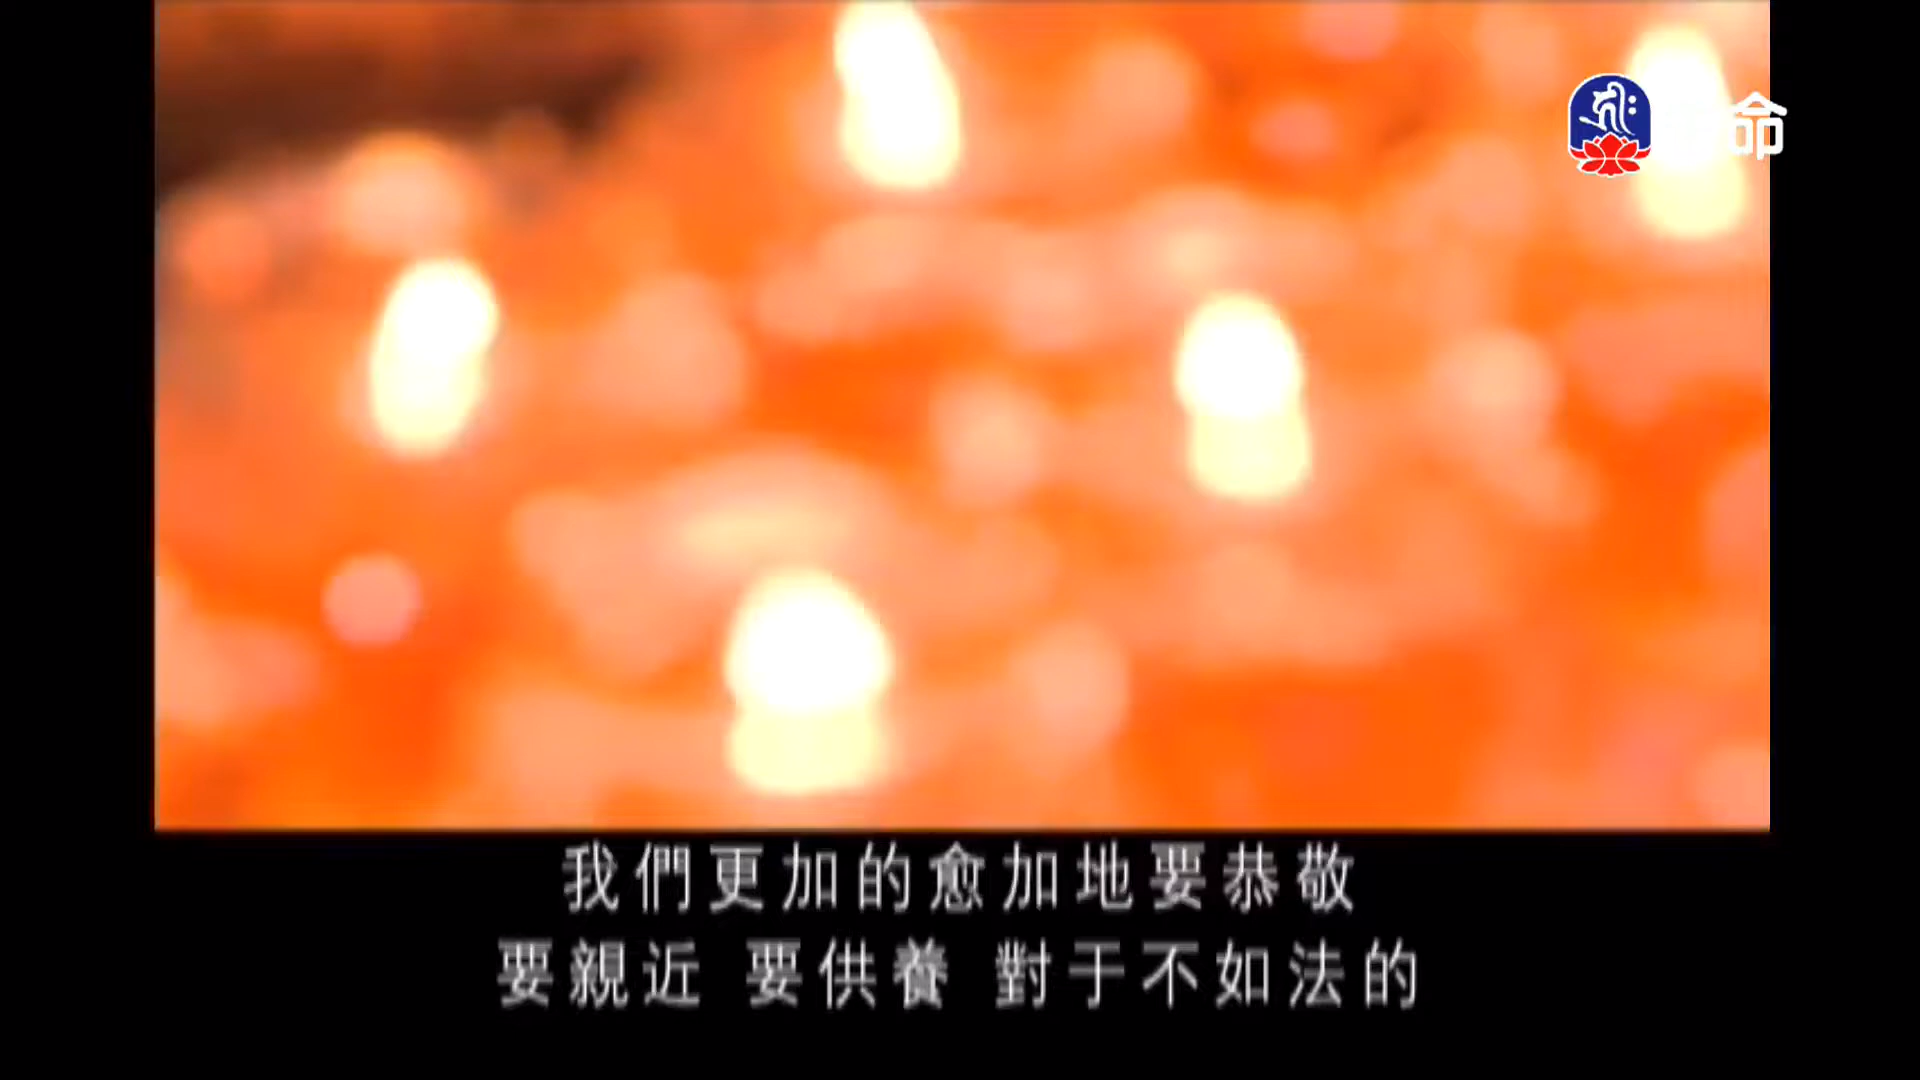 命
我們更加的愈加地要恭敬
要親近 要供養 對于不如法的